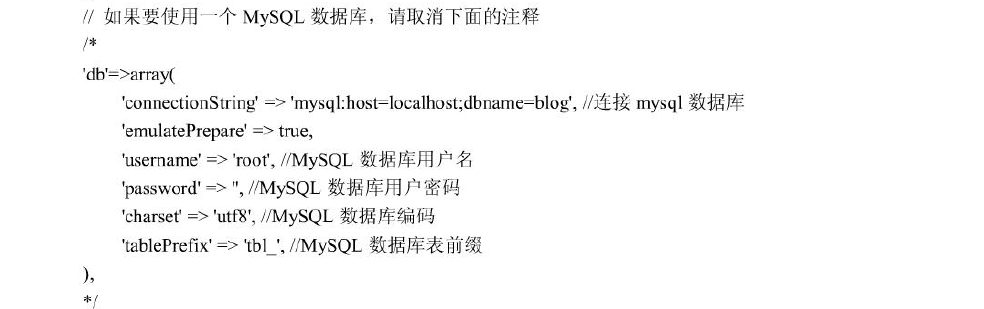 // 如果要使用一个 MySQL 数据库，请取消下面的注释
/*
'db'=>array(
'connectionString' => 'mysql:host=localhost;dbname=blog', //连接 mysql 数据库
'emulatePrepare' => true,
'username' => 'root', //MySQL 数据库用户名
'password' => '', //MySQL 数据库用户密码
'charset' => 'utf8', //MySQL 数据库编码
'tablePrefix' => 'tbl_', //MySQL 数据库表前缀
),
*/